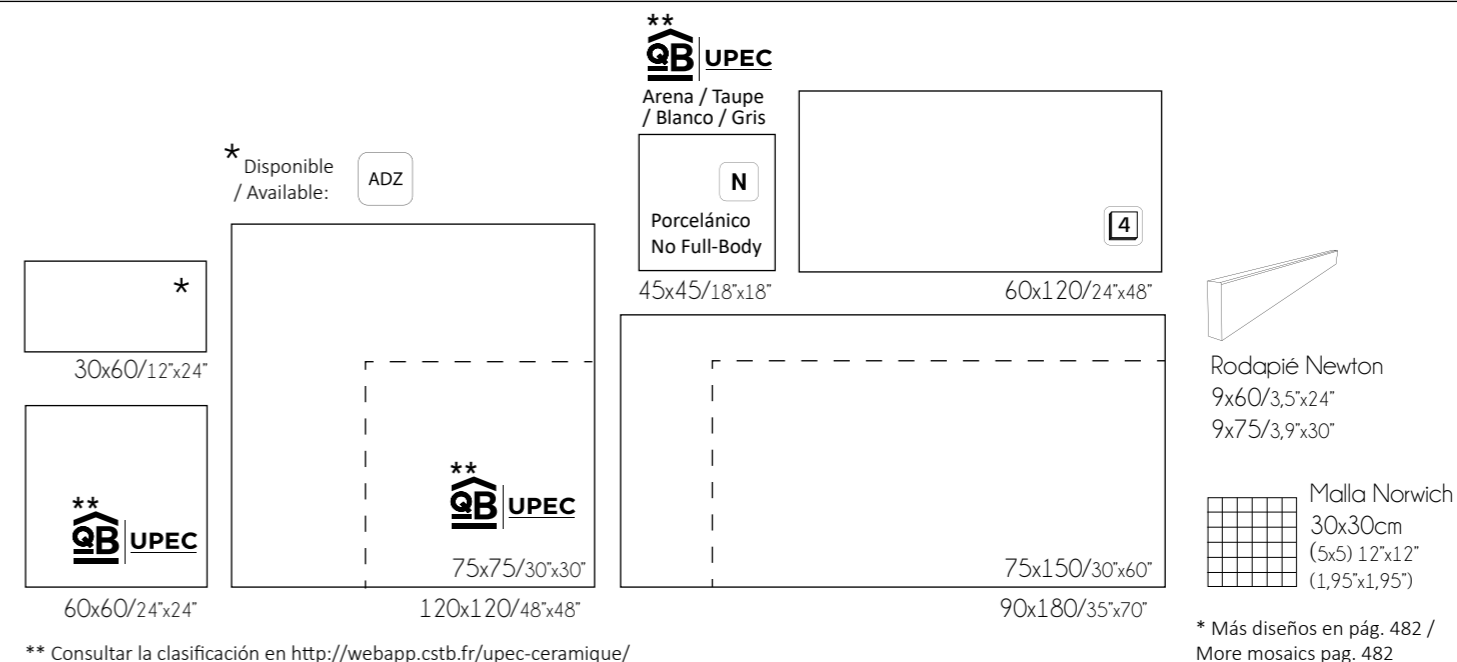 **
QB UPEC
Arena / Taupe
/ Blanco / Gris
N
Porcelánico
No Full-Body
45x45/18"x18"
4
60x120/24"x48"
* Disponible
/ Available:
ADZ
*
30x60/12"x24"
**
QB UPEC
60x60/24"x24"
**
QB UPEC
75x75/30"x30"
120x120/48"x48"
75x150/30"x60"
90x180/35"x70"
Rodapié Newton
9x60/3,5"x24"
9x75/3,9"x30"
Malla Norwich
30x30cm
(5x5) 12"x12"
(1,95"x1,95")
* Más diseños en pág. 482 /
More mosaics pag. 482
** Consultar la clasificación en http://webapp.cstb.fr/upec-ceramique/